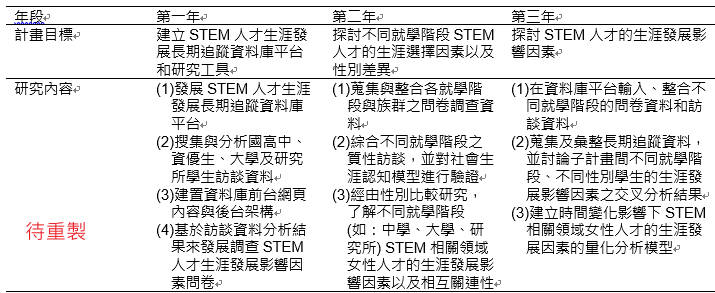 年段 第一年 第二年 第三年
計畫目標 建立 STEM 人才生涯發展長期追蹤資料庫平台和研究工具 探討不同就學階段 STEM 人才的生涯選擇因素以及性別差異 探討 STEM 人才的生涯發展影響因素
研究內容
(1)發展 STEM 人才生涯
發展長期追蹤資料庫
平台
(2)搜集與分析國高中、
資優生、大學及研究
所學生訪談資料
(3)建置資料庫前台網頁
內容與後台架構
(4)基於訪談資料分析結
果來發展調查 STEM
人才生涯發展影響因
素問卷
(1)蒐集與整合各就學階
段與族群之問卷調查資
料
(2)綜合不同就學階段之
質性訪談，並對社會生
涯認知模型進行驗證
(3)經由性別比較研究，
了解不同就學階段
(如：中學、大學、研
究所) STEM 相關領域
女性人才的生涯發展影
響因素以及相互關連性
(1)在資料庫平台輸入、整合不
同就學階段的問卷資料和訪
談資料
(2)蒐集及彙整長期追蹤資料，
並討論子計畫間不同就學階
段、不同性別學生的生涯發
展影響因素之交叉分析結果
(3)建立時間變化影響下 STEM
相關領域女性人才的生涯發
展因素的量化分析模型
待重製